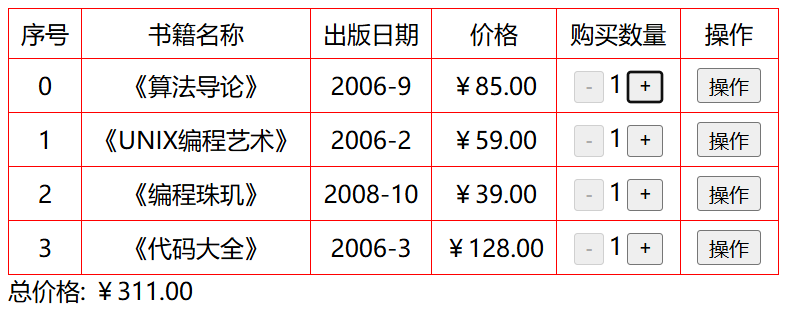 序号 书籍名称 出版日期 价格 购买数量 操作
0 《算法导论》 2006-9 ￥85.00 - 1 + 操作
1 《UNIX编程艺术》 2006-2 ￥59.00 - 1 + 操作
2 《编程珠玑》 2008-10 ￥39.00 - 1 + 操作
3 《代码大全》 2006-3 ￥128.00 - 1 + 操作
总价格: ￥311.00